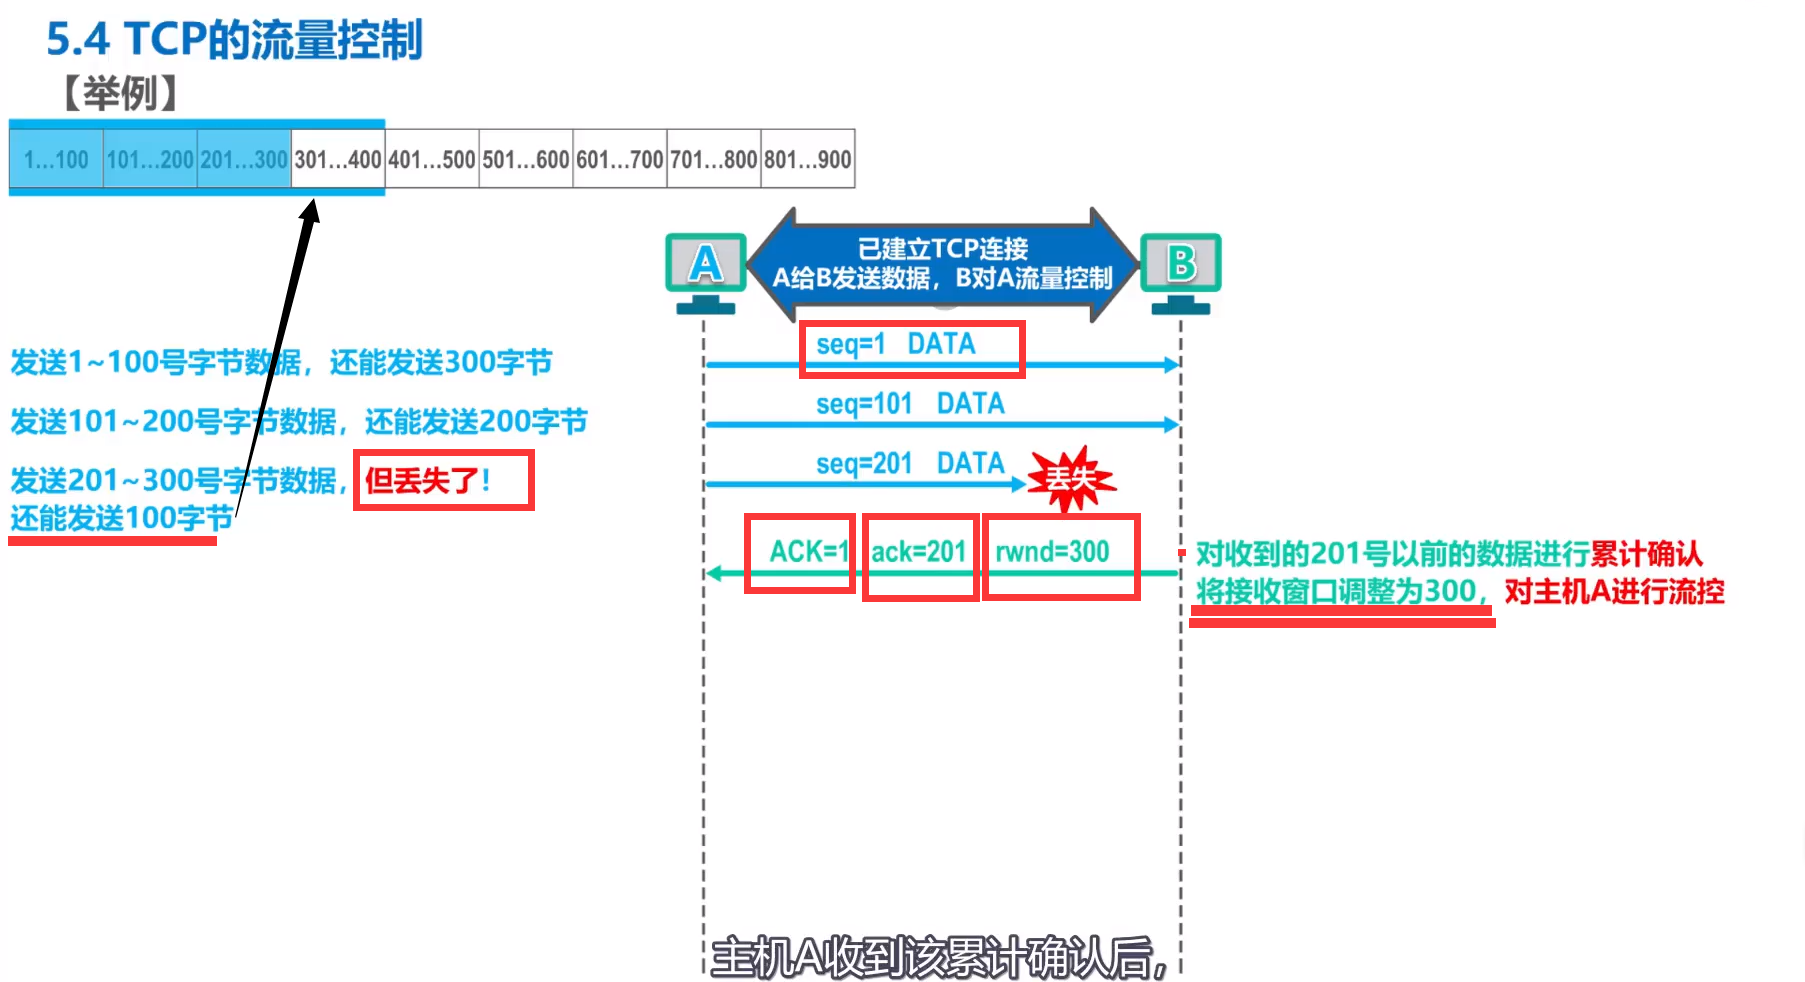 5.4 TCP的流量控制
【举例】
1…100 101…200 201…300 301…400 401…500 501…600 601…700 701…800 801…900
A
已建立TCP连接
A给B发送数据，B对A流量控制
B
发送1~100号字节数据，还能发送300字节
seq=1 DATA
发送101~200号字节数据，还能发送200字节
seq=101 DATA
发送201~300号字节数据，但丢失了！
还能发送100字节
seq=201 DATA
丢失
ACK=1 ack=201 rwnd=300
对收到的201号以前的数据进行累计确认
将接收窗口调整为300，对主机A进行流控
主机A收到该累计确认后，